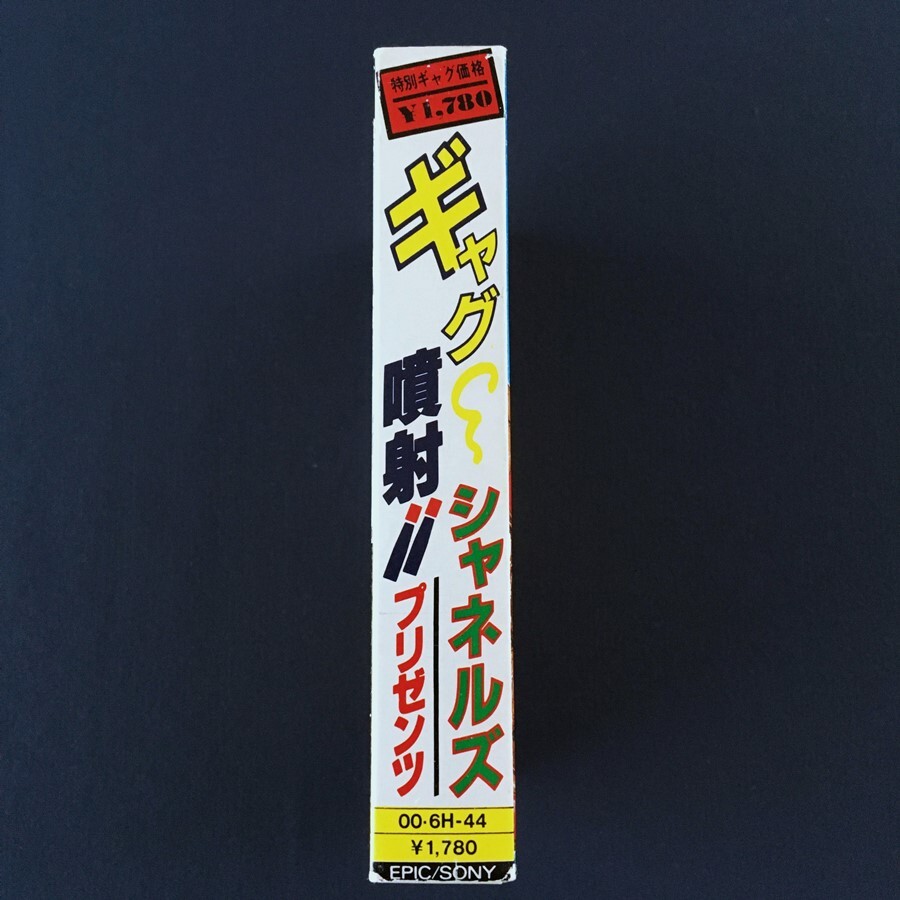 特別ギャグ価格
¥1,780
ギャグ〜
噴射!!
シャネルズ
プリゼンツ
00·6H-44
¥1,780
EPIC/SONY